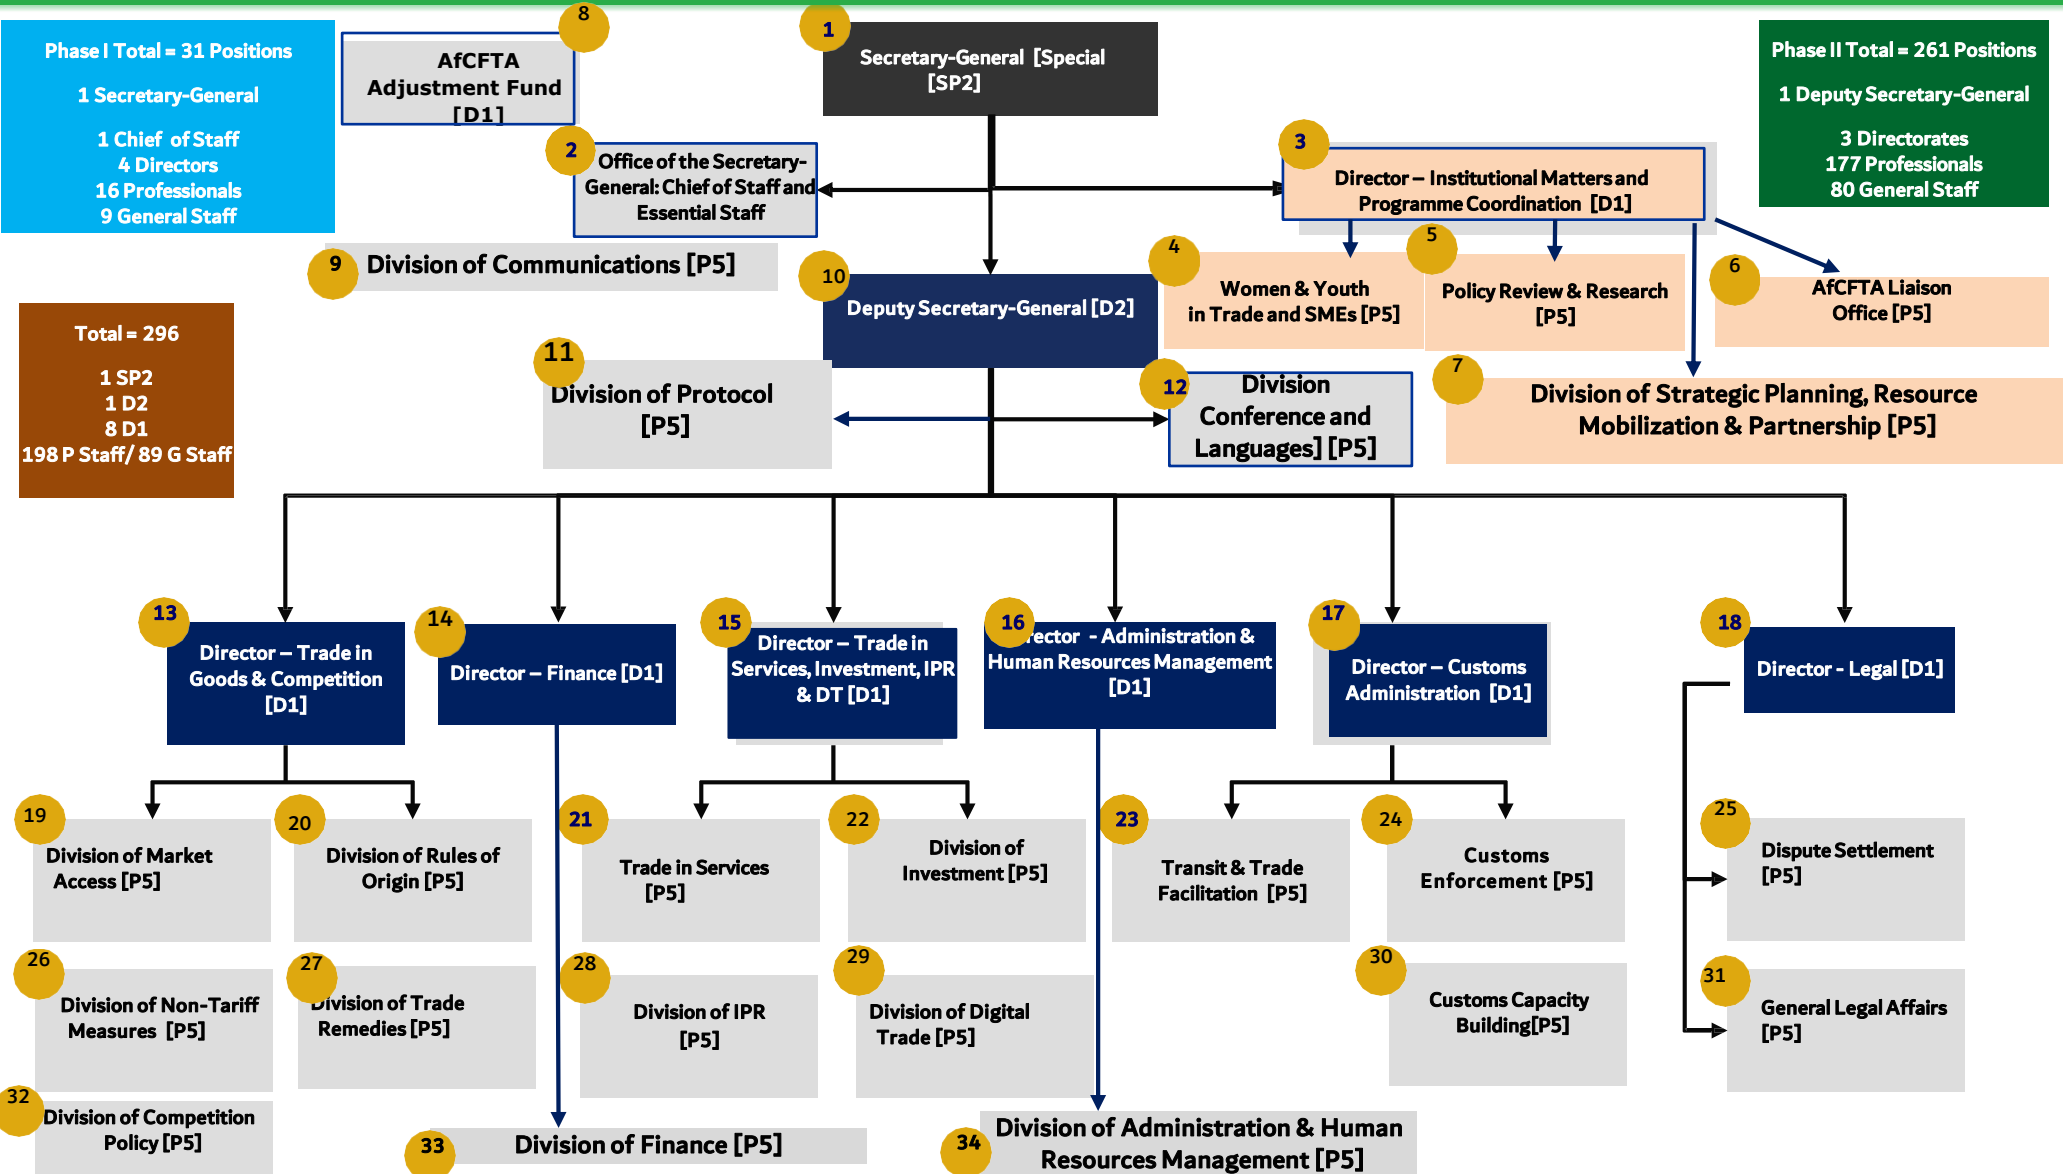 Phase I Total = 31 Positions
1 Secretary-General
1 Chief of Staff
4 Directors
16 Professionals
9 General Staff
8
AfCFTA
Adjustment Fund
[D1]
1
Secretary-General [Special
[SP2]
Phase II Total = 261 Positions
1 Deputy Secretary-General
3 Directorates
177 Professionals
80 General Staff
2
Office of the Secretary-
General: Chief of Staff and
Essential Staff
3
Director – Institutional Matters and
Programme Coordination [D1]
9
Division of Communications [P5]
10
Deputy Secretary-General [D2]
4
Women & Youth
in Trade and SMEs [P5]
5
Policy Review & Research
[P5]
6
AfCFTA Liaison
Office [P5]
Total = 296
1 SP2
1 D2
8 D1
198 P Staff/ 89 G Staff
11
Division of Protocol
[P5]
12
Division
Conference and
Languages] [P5]
7
Division of Strategic Planning, Resource
Mobilization & Partnership [P5]
13
Director – Trade in
Goods & Competition
[D1]
14
Director – Finance [D1]
15
Director – Trade in
Services, Investment, IPR
& DT [D1]
16
rector - Administration &
Human Resources Management
[D1]
17
Director – Customs
Administration [D1]
18
Director - Legal [D1]
19
Division of Market
Access [P5]
20
Division of Rules of
Origin [P5]
21
Trade in Services
[P5]
22
Division of
Investment [P5]
23
Transit & Trade
Facilitation [P5]
24
Customs
Enforcement [P5]
25
Dispute Settlement
[P5]
26
Division of Non-Tariff
Measures [P5]
27
Division of Trade
Remedies [P5]
28
Division of IPR
[P5]
29
Division of Digital
Trade [P5]
30
Customs Capacity
Building[P5]
31
General Legal Affairs
[P5]
32
Division of Competition
Policy [P5]
33
Division of Finance [P5]
34
Division of Administration & Human
Resources Management [P5]